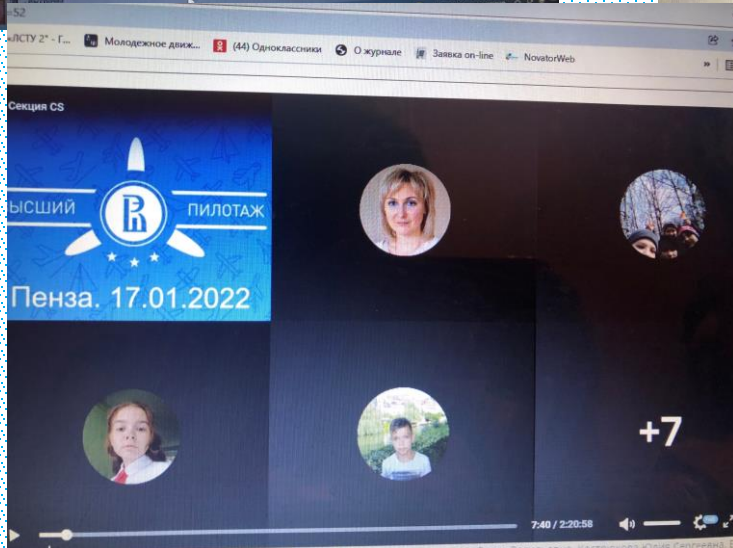 =52
«ЛСТУ 2" - Г...
Молодежное движ...
(44) Одноклассники
О журнале
Заявка on-line
NovatorWeb
»
Секция CS
ЫСШИЙ
ПИЛОТАЖ
Пенза. 17.01.2022
+7
7:40 / 2:20:58